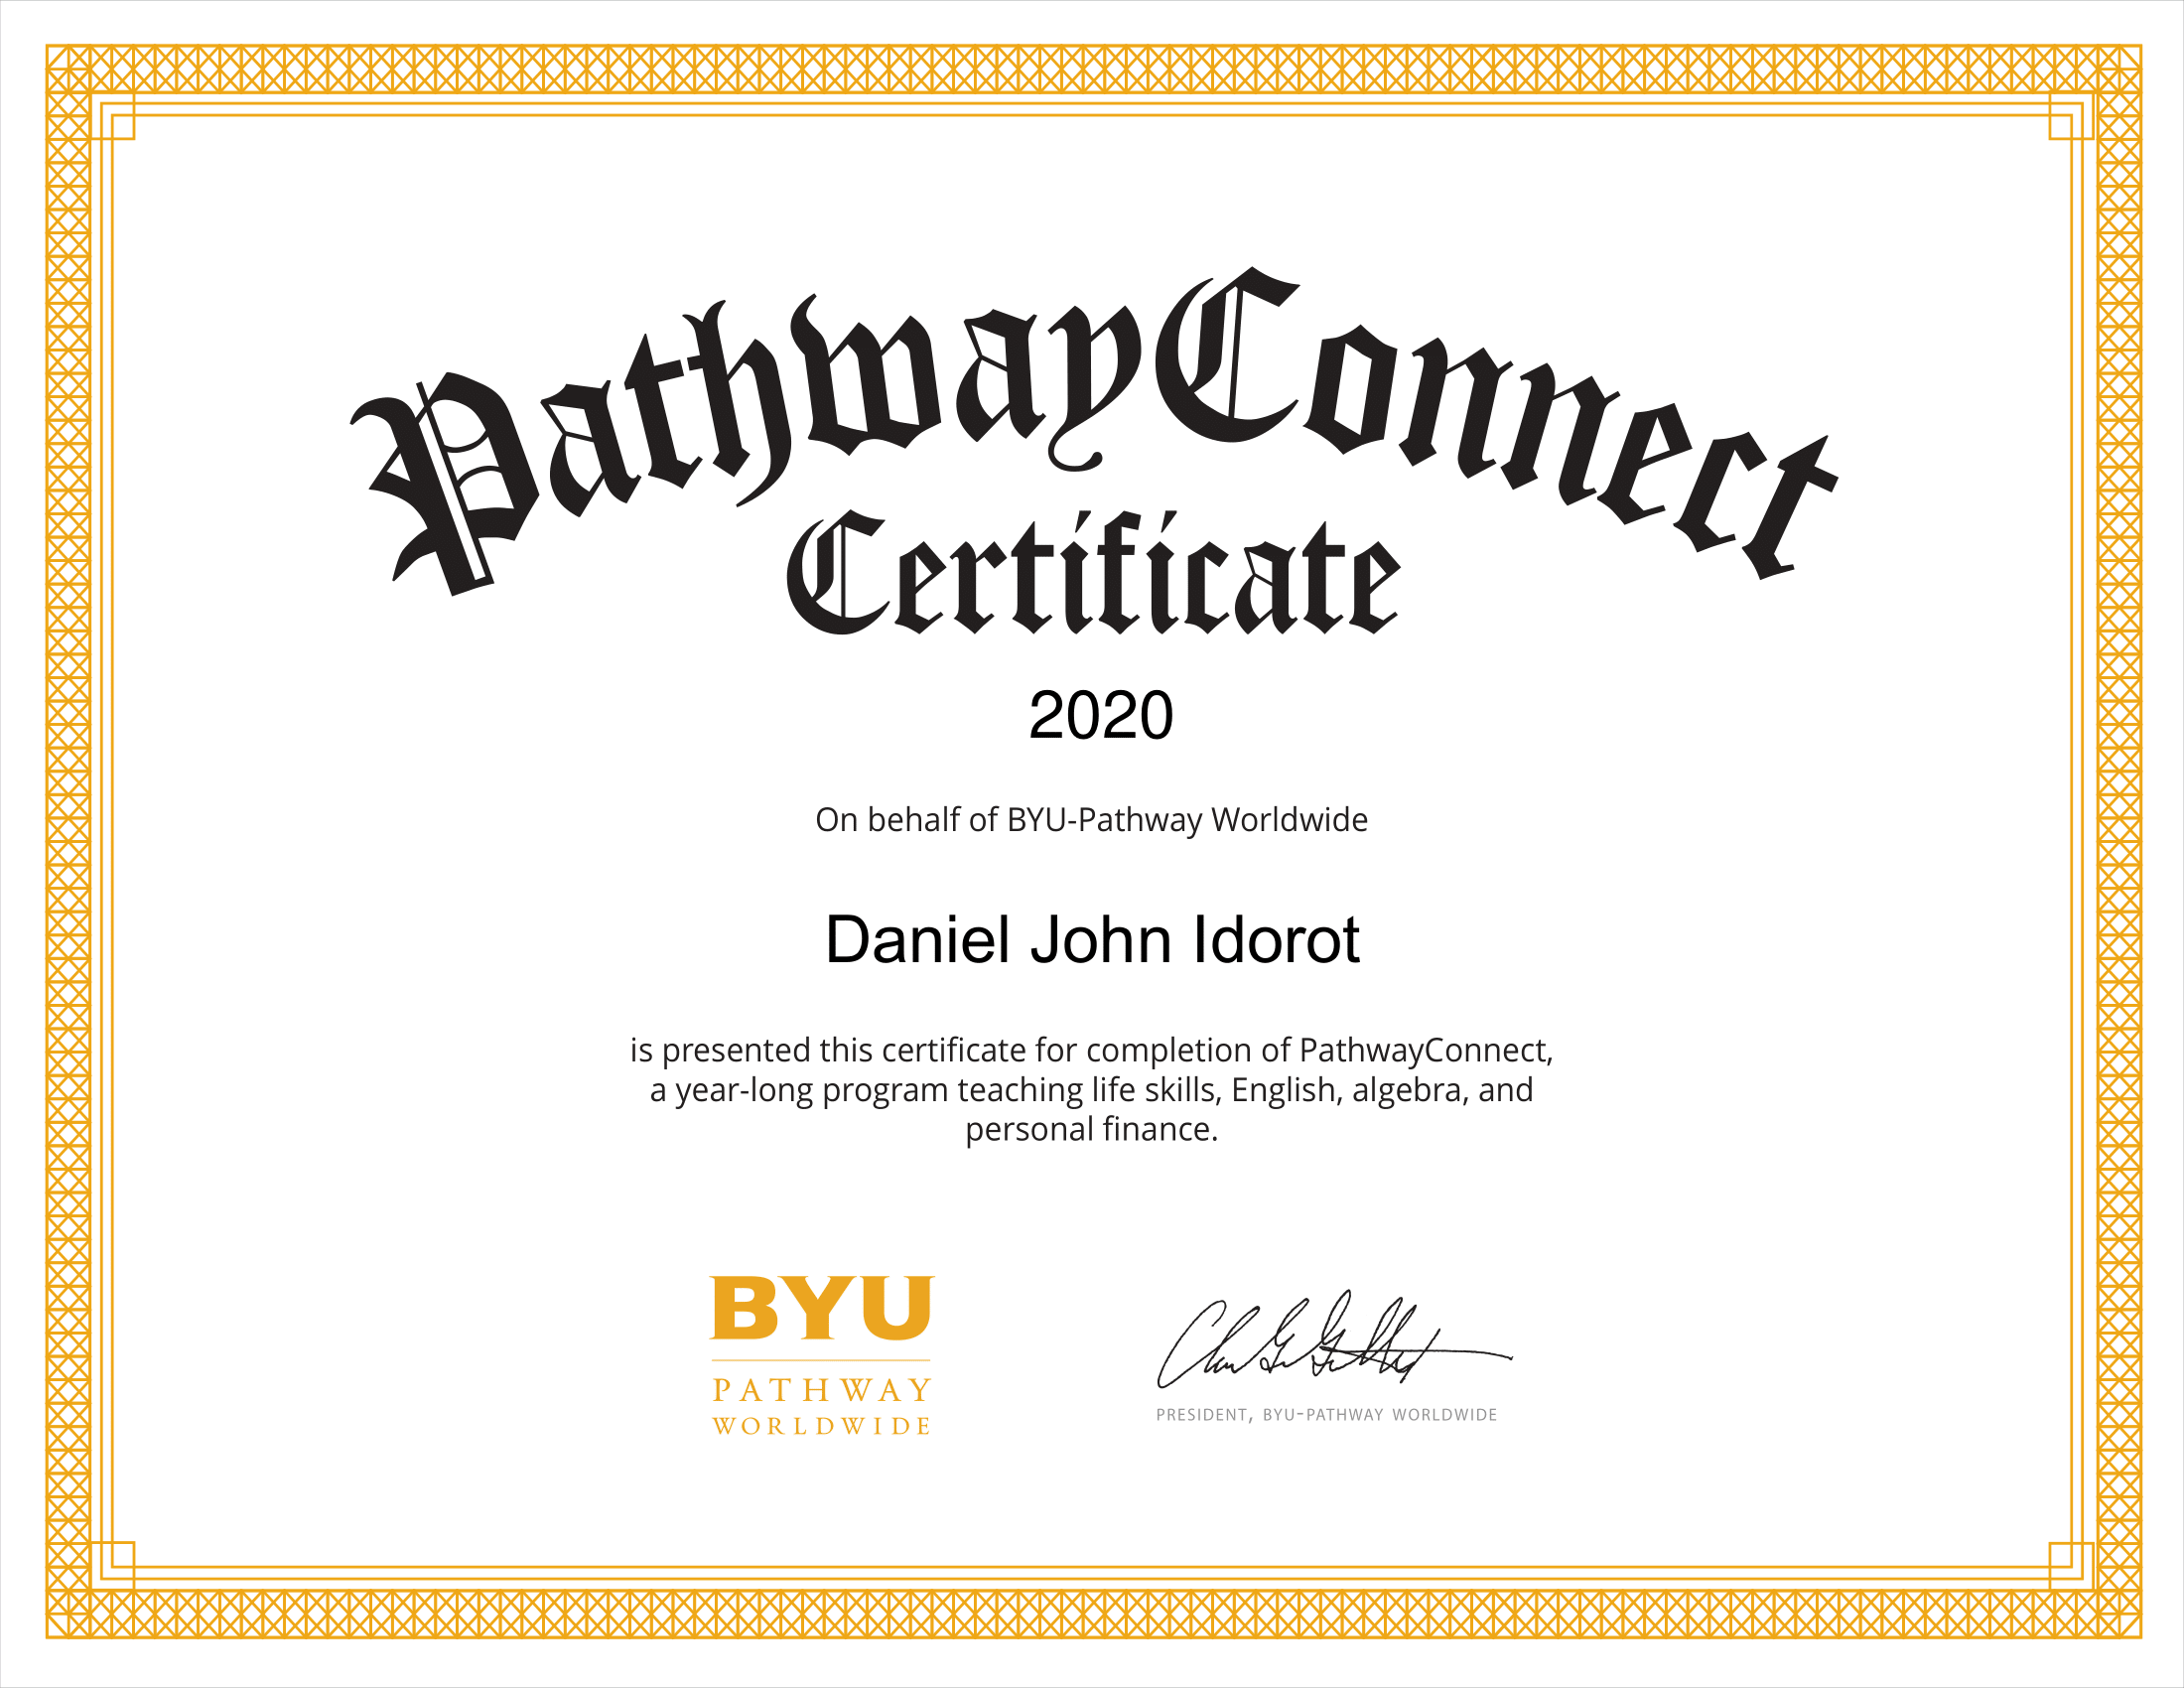 PathwayConnect
Certificate
2020
On behalf of BYU-Pathway Worldwide
Daniel John Idorot
is presented this certificate for completion of PathwayConnect,
a year-long program teaching life skills, English, algebra, and
personal finance.
BYU
PATHWAY
WORLDWIDE
PRESIDENT, BYU-PATHWAY WORLDWIDE